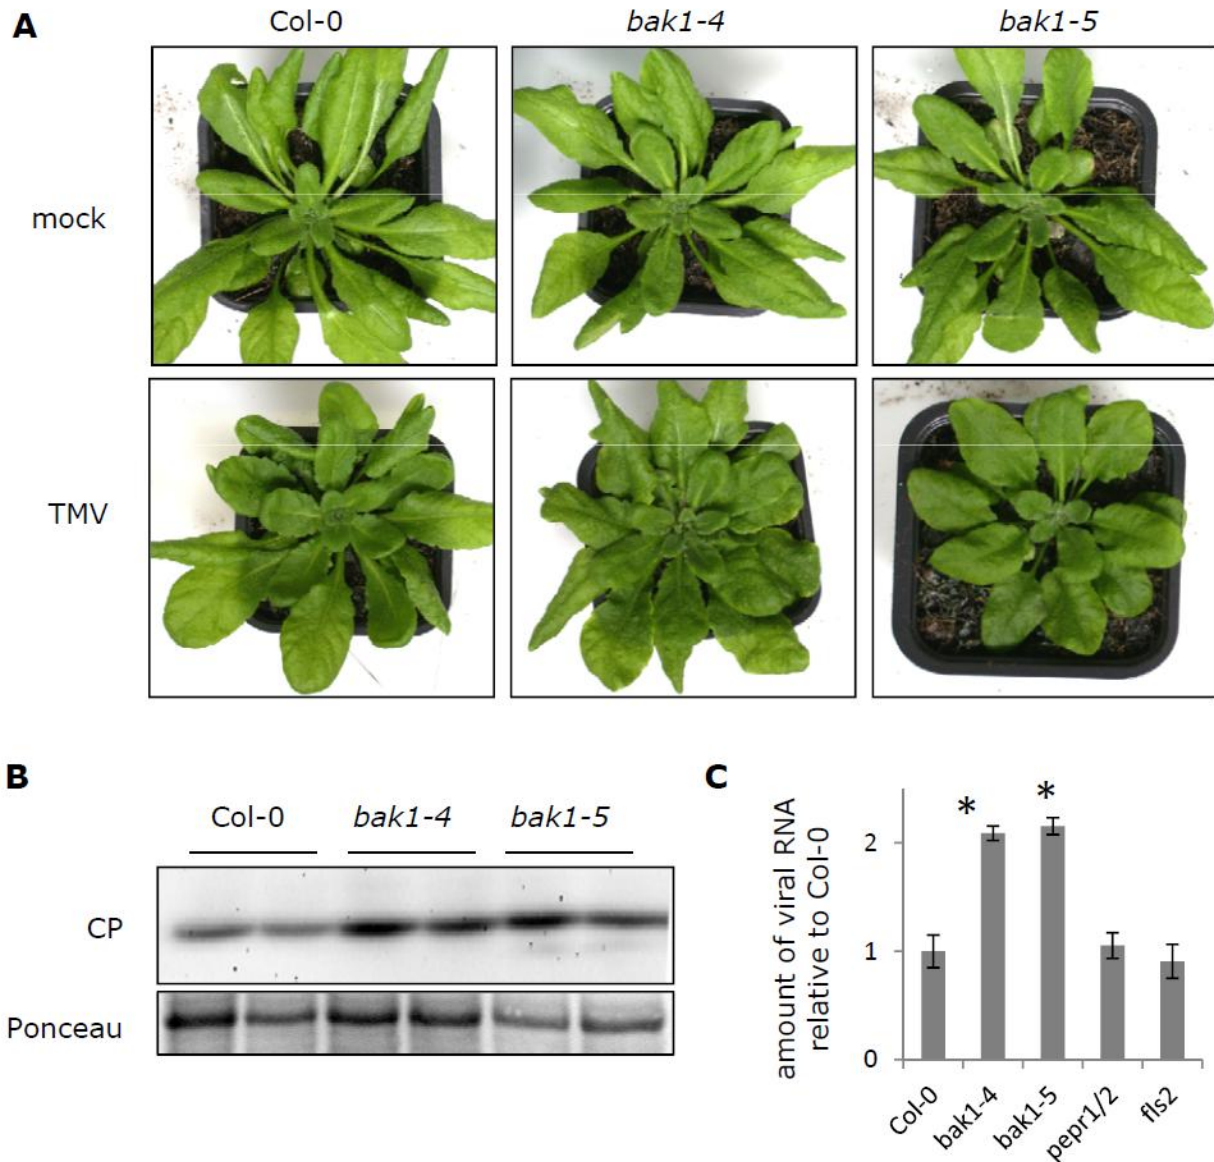 A
Col-0
bak1-4
bak1-5
mock
TMV
B
Col-0
bak1-4
bak1-5
CP
Ponceau
C
amount of viral RNA
relative to Col-0
*
*
2
1
0
Col-0
bak1-4
bak1-5
pepr1/2
fls2